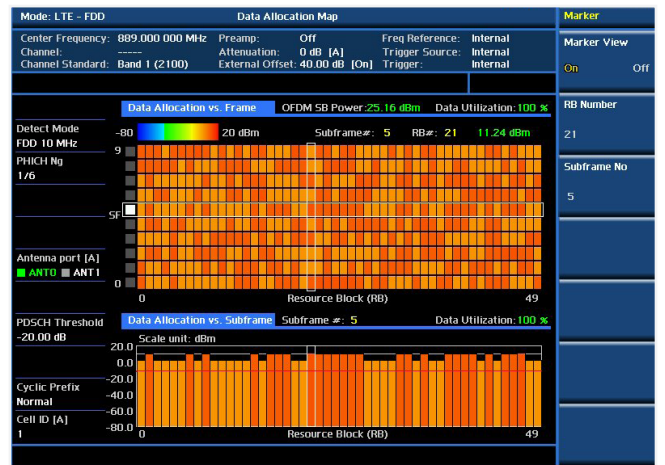 Mode: LTE - FDD Data Allocation Map Marker
Center Frequency: 889.000 000 MHz Preamp: Off Freq Reference: Internal
Channel: ----- Attenuation: 0 dB [A] Trigger Source: Internal
Channel Standard: Band 1 (2100) External Offset: 40.00 dB [On] Trigger: Internal
Marker View
On Off
Data Allocation vs. Frame OFDM SB Power:25.16 dBm Data Utilization:100 %
RB Number
21
Detect Mode
FDD 10 MHz
-80 20 dBm Subframe#: 5 RB#: 21 11.24 dBm
9
PHICH Ng
1/6
Subframe No
5
SF
Antenna port [A]
ANT0 ANT1
0
0 Resource Block (RB) 49
PDSCH Threshold
-20.00 dB
Data Allocation vs. Subframe Subframe #: 5 Data Utilization:100 %
Scale unit: dBm
20.0
0.0
-20.0
-40.0
-60.0
-80.0
Cyclic Prefix
Normal
Cell ID [A]
1
0 Resource Block (RB) 49